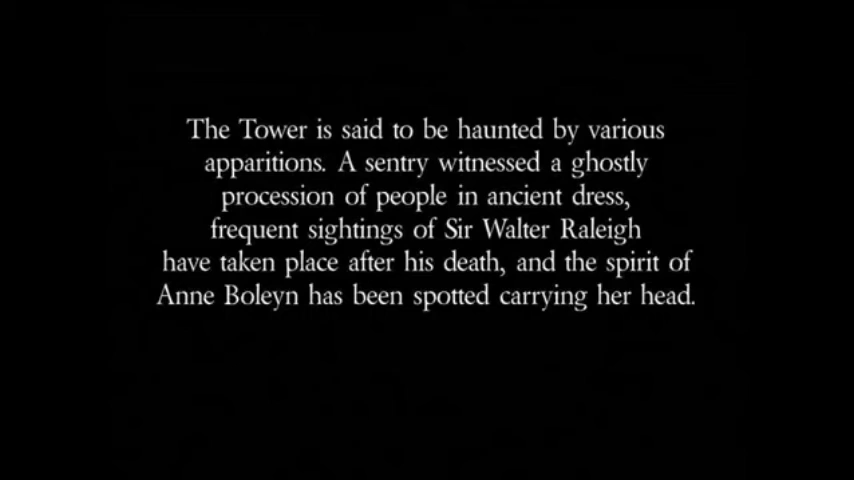 The Tower is said to be haunted by various
apparitions. A sentry witnessed a ghostly
procession of people in ancient dress,
frequent sightings of Sir Walter Raleigh
have taken place after his death, and the spirit of
Anne Boleyn has been spotted carrying her head.